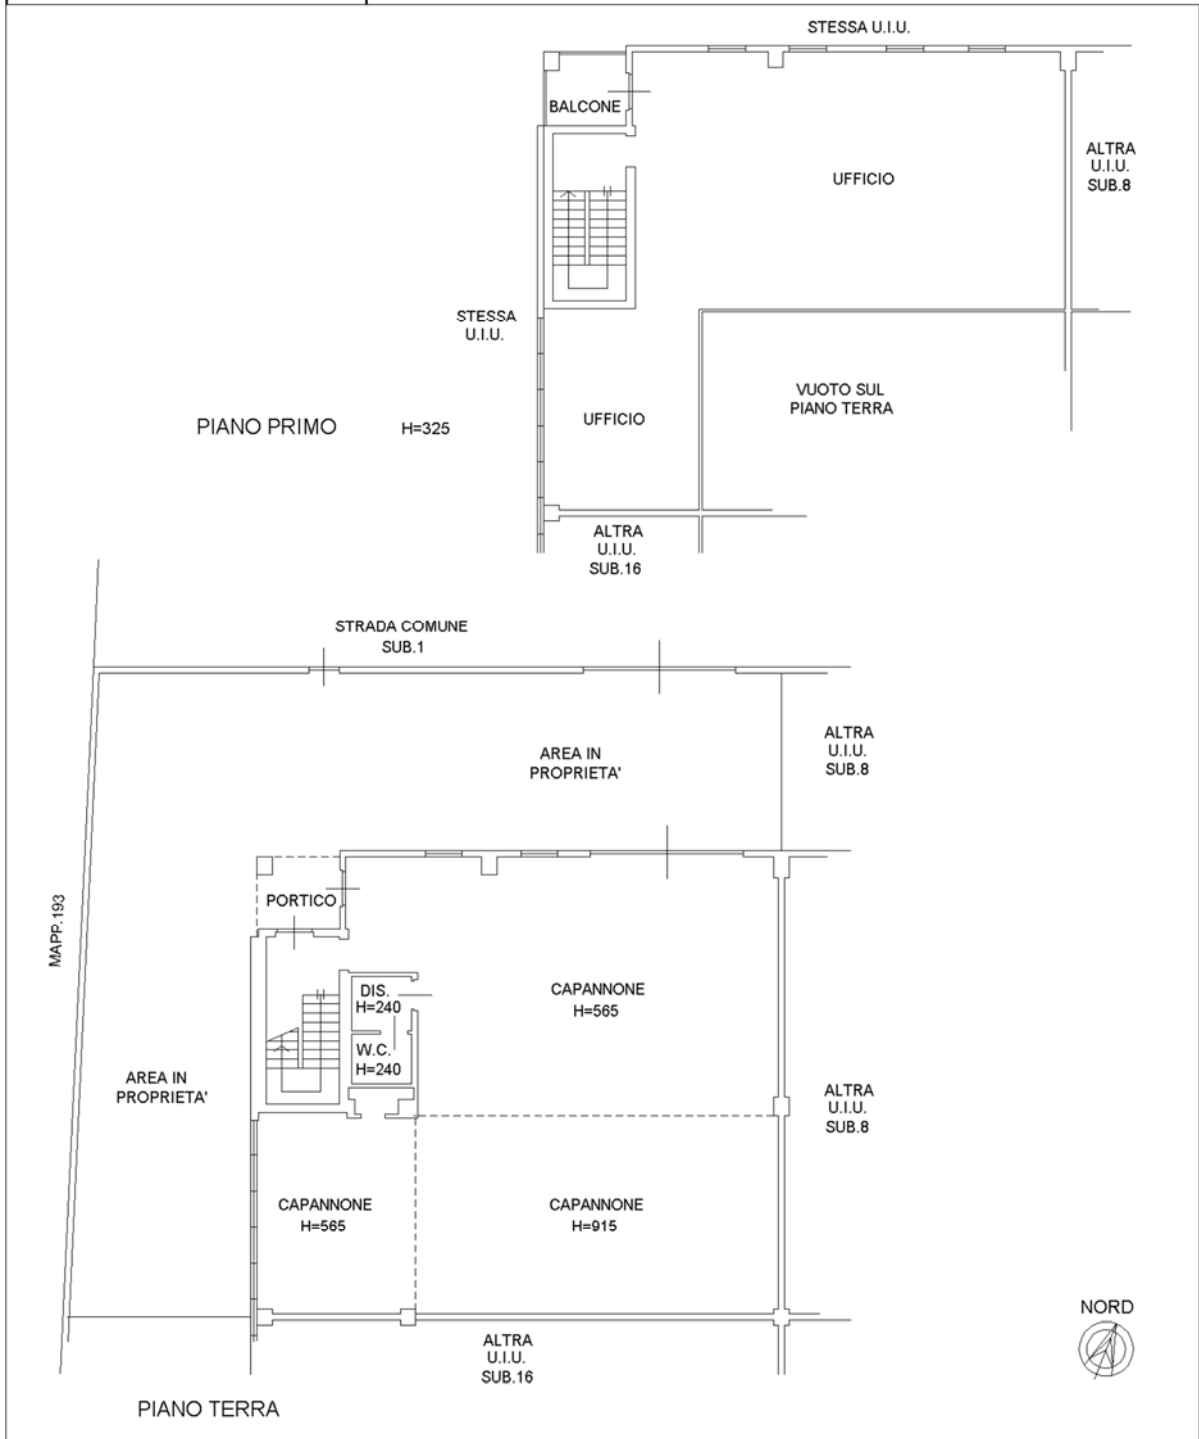 STESSA U.I.U.
BALCONE
UFFICIO
ALTRA
U.I.U.
SUB.8
STESSA
U.I.U.
PIANO PRIMO
H=325
UFFICIO
VUOTO SUL
PIANO TERRA
ALTRA
U.I.U.
SUB.16
STRADA COMUNE
SUB.1
AREA IN
PROPRIETA'
ALTRA
U.I.U.
SUB.8
MAPP.193
PORTICO
DIS.
H=240
W.C.
H=240
CAPANNONE
H=565
AREA IN
PROPRIETA'
ALTRA
U.I.U.
SUB.8
CAPANNONE
H=565
CAPANNONE
H=915
ALTRA
U.I.U.
SUB.16
NORD
PIANO TERRA